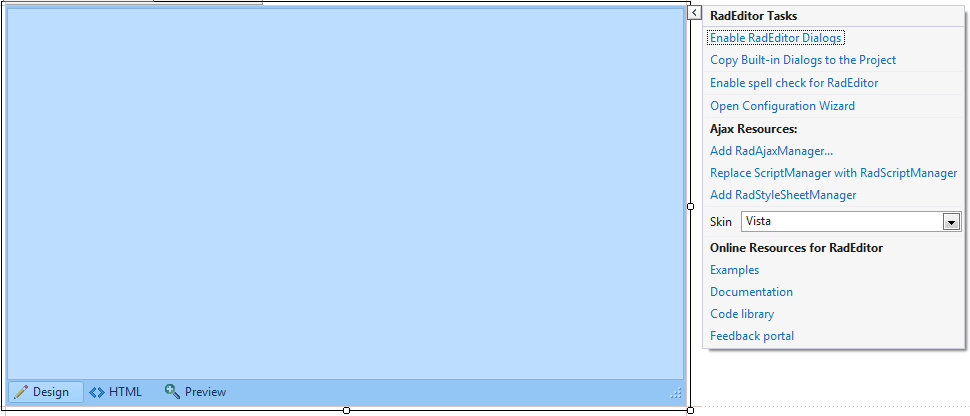 RadEditor Tasks
Enable RadEditor Dialogs
Copy Built-in Dialogs to the Project
Enable spell check for RadEditor
Open Configuration Wizard
Ajax Resources:
Add RadAjaxManager...
Replace ScriptManager with RadScriptManager
Add RadStyleSheetManager
Skin Vista
Online Resources for RadEditor
Examples
Documentation
Code library
Feedback portal
Design HTML Preview